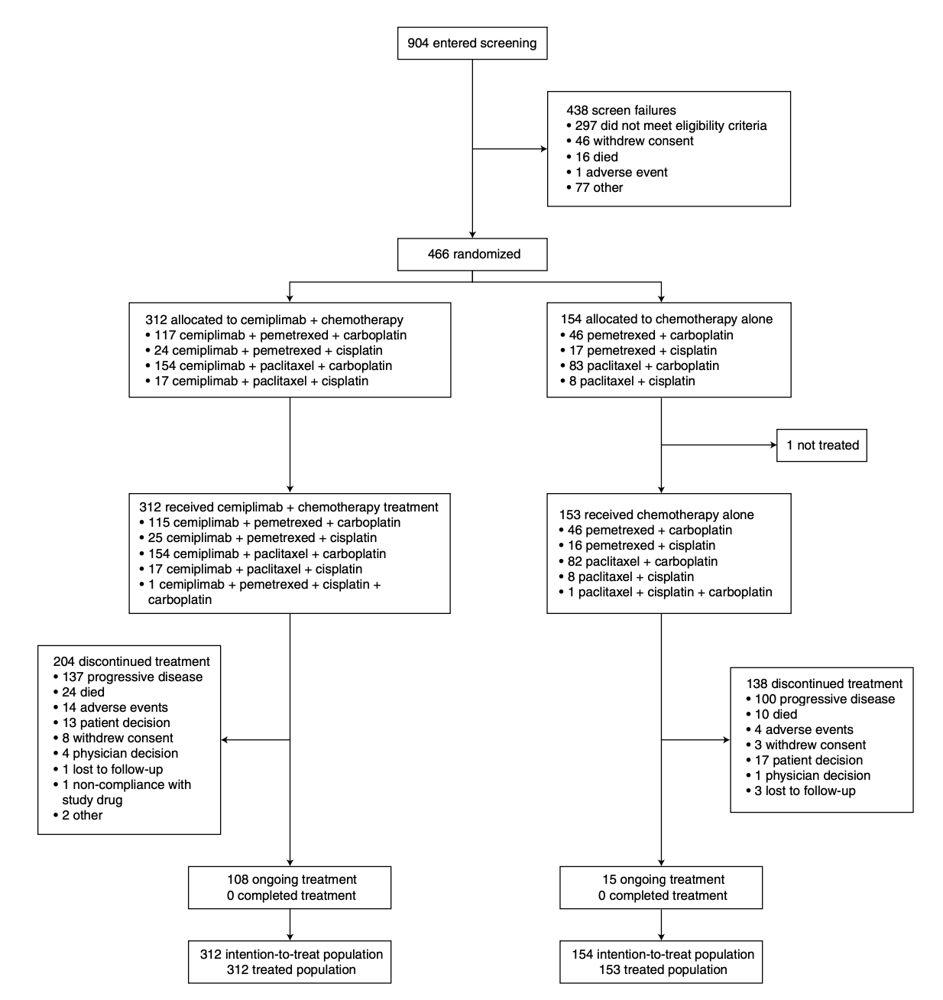 904 entered screening
438 screen failures
• 297 did not meet eligibility criteria
• 46 withdrew consent
• 16 died
• 1 adverse event
• 77 other
466 randomized
312 allocated to cemiplimab + chemotherapy
• 117 cemiplimab + pemetrexed + carboplatin
• 24 cemiplimab + pemetrexed + cisplatin
• 154 cemiplimab + paclitaxel + carboplatin
• 17 cemiplimab + paclitaxel + cisplatin
154 allocated to chemotherapy alone
• 46 pemetrexed + carboplatin
• 17 pemetrexed + cisplatin
• 83 paclitaxel + carboplatin
• 8 paclitaxel + cisplatin
1 not treated
312 received cemiplimab + chemotherapy treatment
• 115 cemiplimab + pemetrexed + carboplatin
• 25 cemiplimab + pemetrexed + cisplatin
• 154 cemiplimab + paclitaxel + carboplatin
• 17 cemiplimab + paclitaxel + cisplatin
• 1 cemiplimab + pemetrexed + cisplatin +
carboplatin
153 received chemotherapy alone
• 46 pemetrexed + carboplatin
• 16 pemetrexed + cisplatin
• 82 paclitaxel + carboplatin
• 8 paclitaxel + cisplatin
• 1 paclitaxel + cisplatin + carboplatin
204 discontinued treatment
• 137 progressive disease
• 24 died
• 14 adverse events
• 13 patient decision
• 8 withdrew consent
• 4 physician decision
• 1 lost to follow-up
• 1 non-compliance with
study drug
• 2 other
138 discontinued treatment
• 100 progressive disease
• 10 died
• 4 adverse events
• 3 withdrew consent
• 17 patient decision
• 1 physician decision
• 3 lost to follow-up
108 ongoing treatment
0 completed treatment
15 ongoing treatment
0 completed treatment
312 intention-to-treat population
312 treated population
154 intention-to-treat population
153 treated population